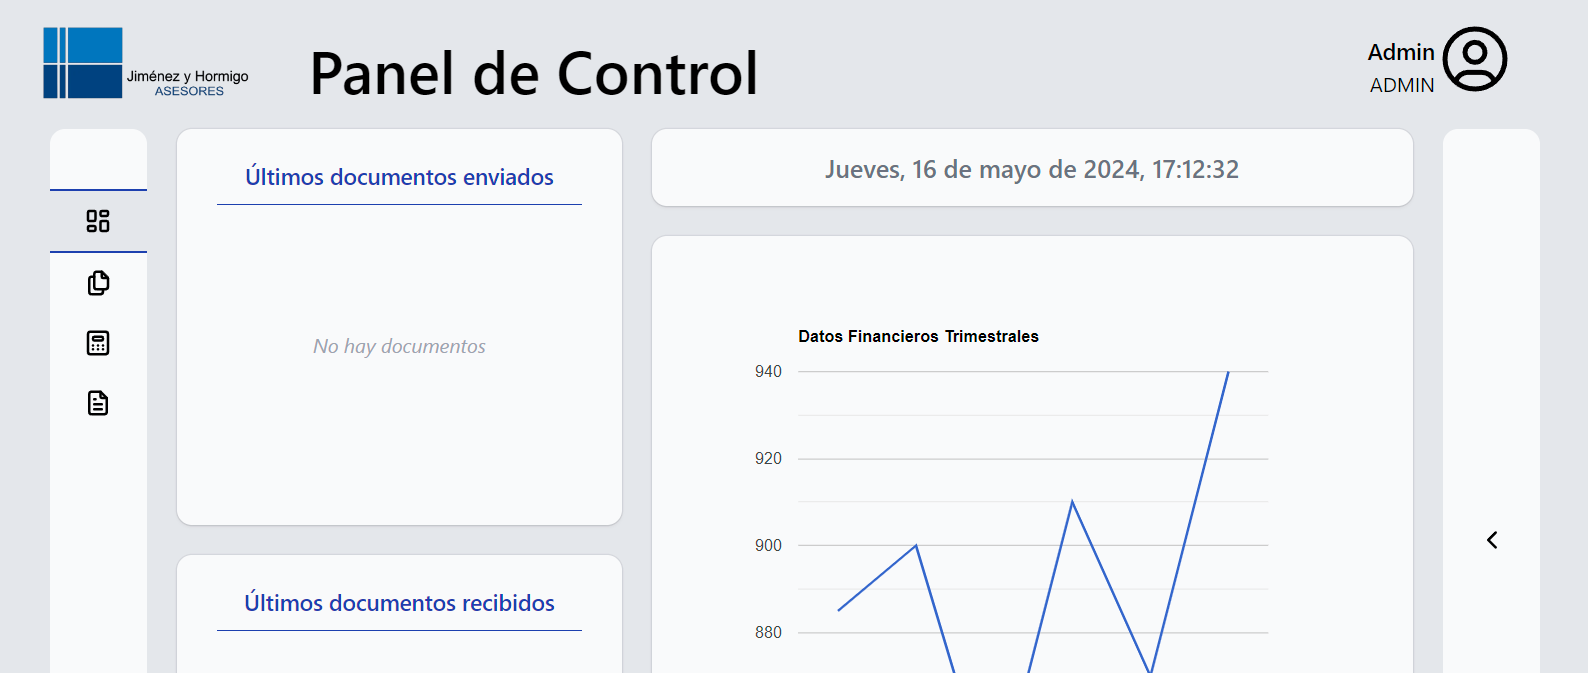 Jiménez y Hormigo
ASESORES
Panel de Control
Admin
ADMIN
Últimos documentos enviados
No hay documentos
Últimos documentos recibidos
Jueves, 16 de mayo de 2024, 17:12:32
Datos Financieros Trimestrales
940
920
900
880